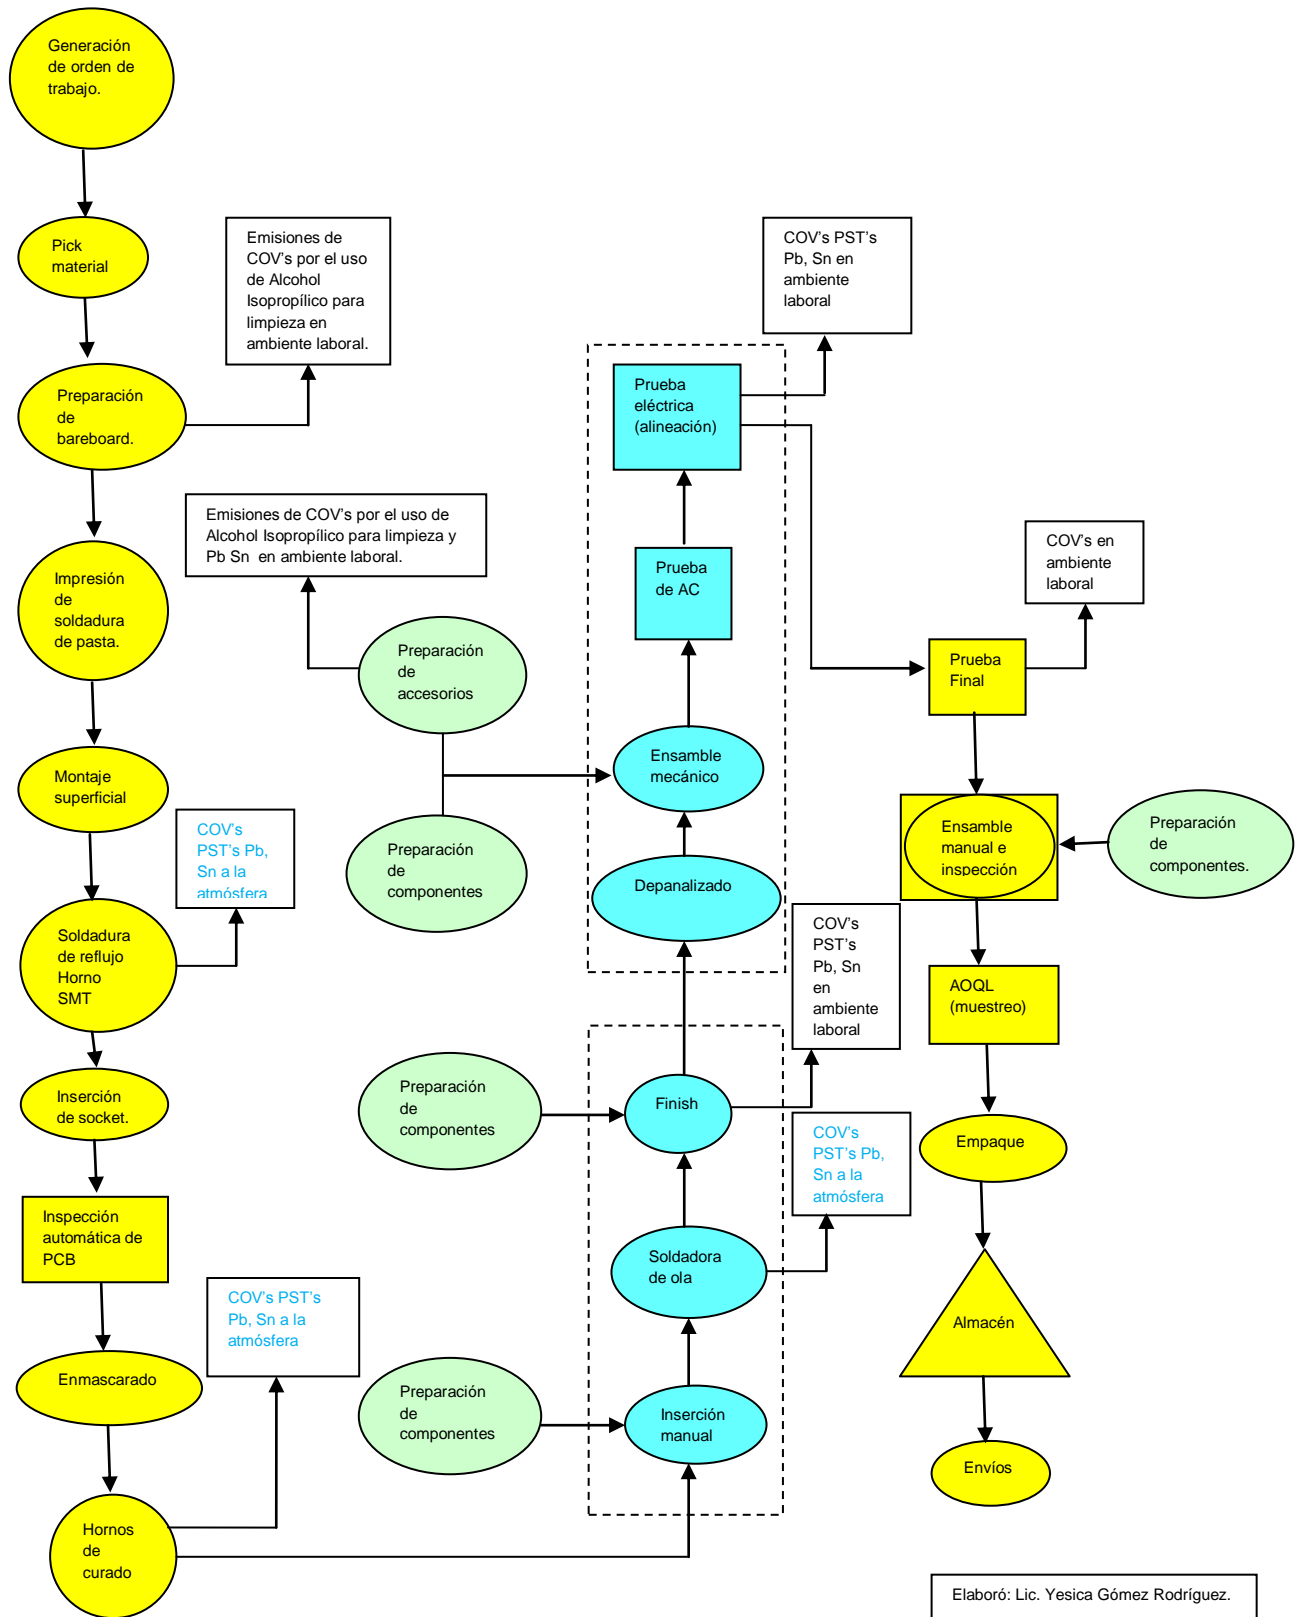 Generación
de orden de
trabajo.
Pick
material
Emisiones de
COV's por el uso
de Alcohol
Isopropílico para
limpieza en
ambiente laboral.
Preparación
de
bareboard.
Emisiones de COV's por el uso de
Alcohol Isopropílico para limpieza y
Pb Sn en ambiente laboral.
Impresión
de
soldadura
de pasta.
Montaje
superficial
COV's
PST's Pb,
Sn a la
atmósfera
Soldadura
de reflujo
Horno
SMT
Inserción
de socket.
Inspección
automática de
PCB
COV's PST's
Pb, Sn a la
atmósfera
Enmascarado
Hornos
de
curado
COV's PST's
Pb, Sn en
ambiente
laboral
Prueba
eléctrica
(alineación)
Prueba
de AC
Preparación
de
accesorios
Ensamble
mecánico
Preparación
de
componentes
Depanalizado
COV's
PST's
Pb, Sn
en
ambiente
laboral
Preparación
de
componentes
Finish
COV's
PST's Pb,
Sn a la
atmósfera
Soldadora
de ola
Preparación
de
componentes
Inserción
manual
COV's en
ambiente
laboral
Prueba
Final
Ensamble
manual e
inspección
Preparación
de
componentes.
AOQL
(muestreo)
Empaque
Almacén
Envíos
Elaboró: Lic. Yesica Gómez Rodríguez.